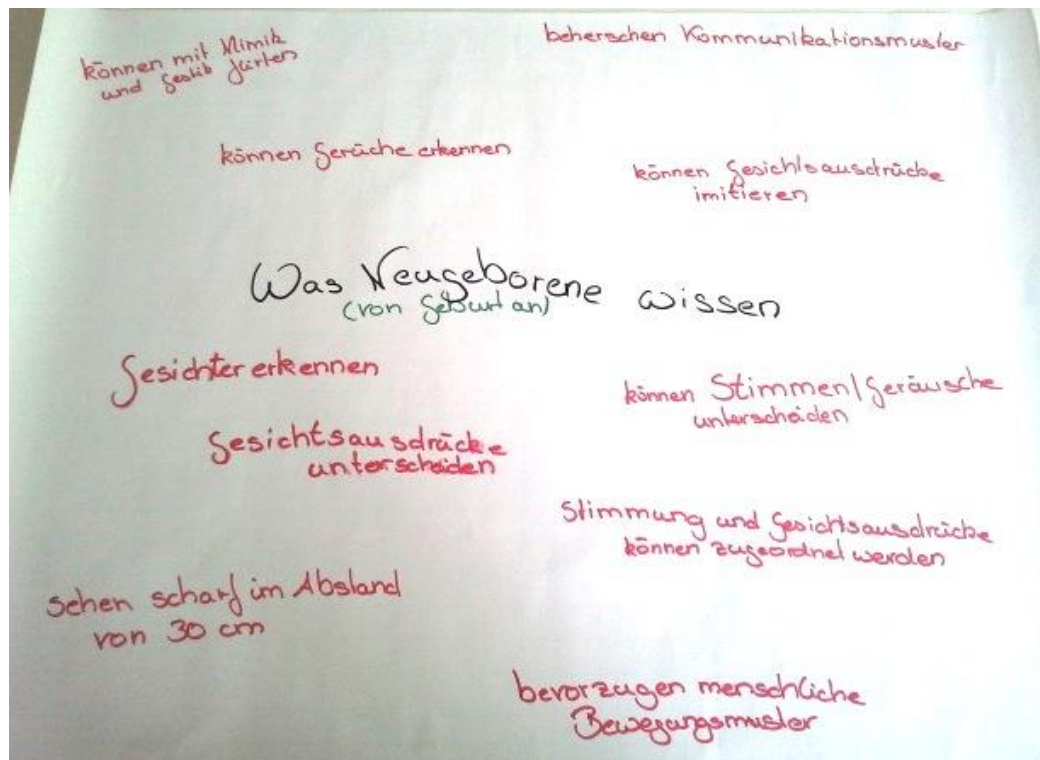 können mit Mimik
und Gestik flirten
beherschen Kommunikationsmuster
können Gerüche erkennen
können Gesichtsausdrücke
imitieren
Was Neugeborene wissen
(von Geburt an)
Gesichter erkennen
können Stimmen/Geräusche
unterscheiden
Gesichtsausdrücke
unterscheiden
Stimmung und Gesichtsausdrücke
können zugeordnet werden
sehen scharf im Abstand
von 30 cm
bevorzugen menschliche
Bewegungsmuster